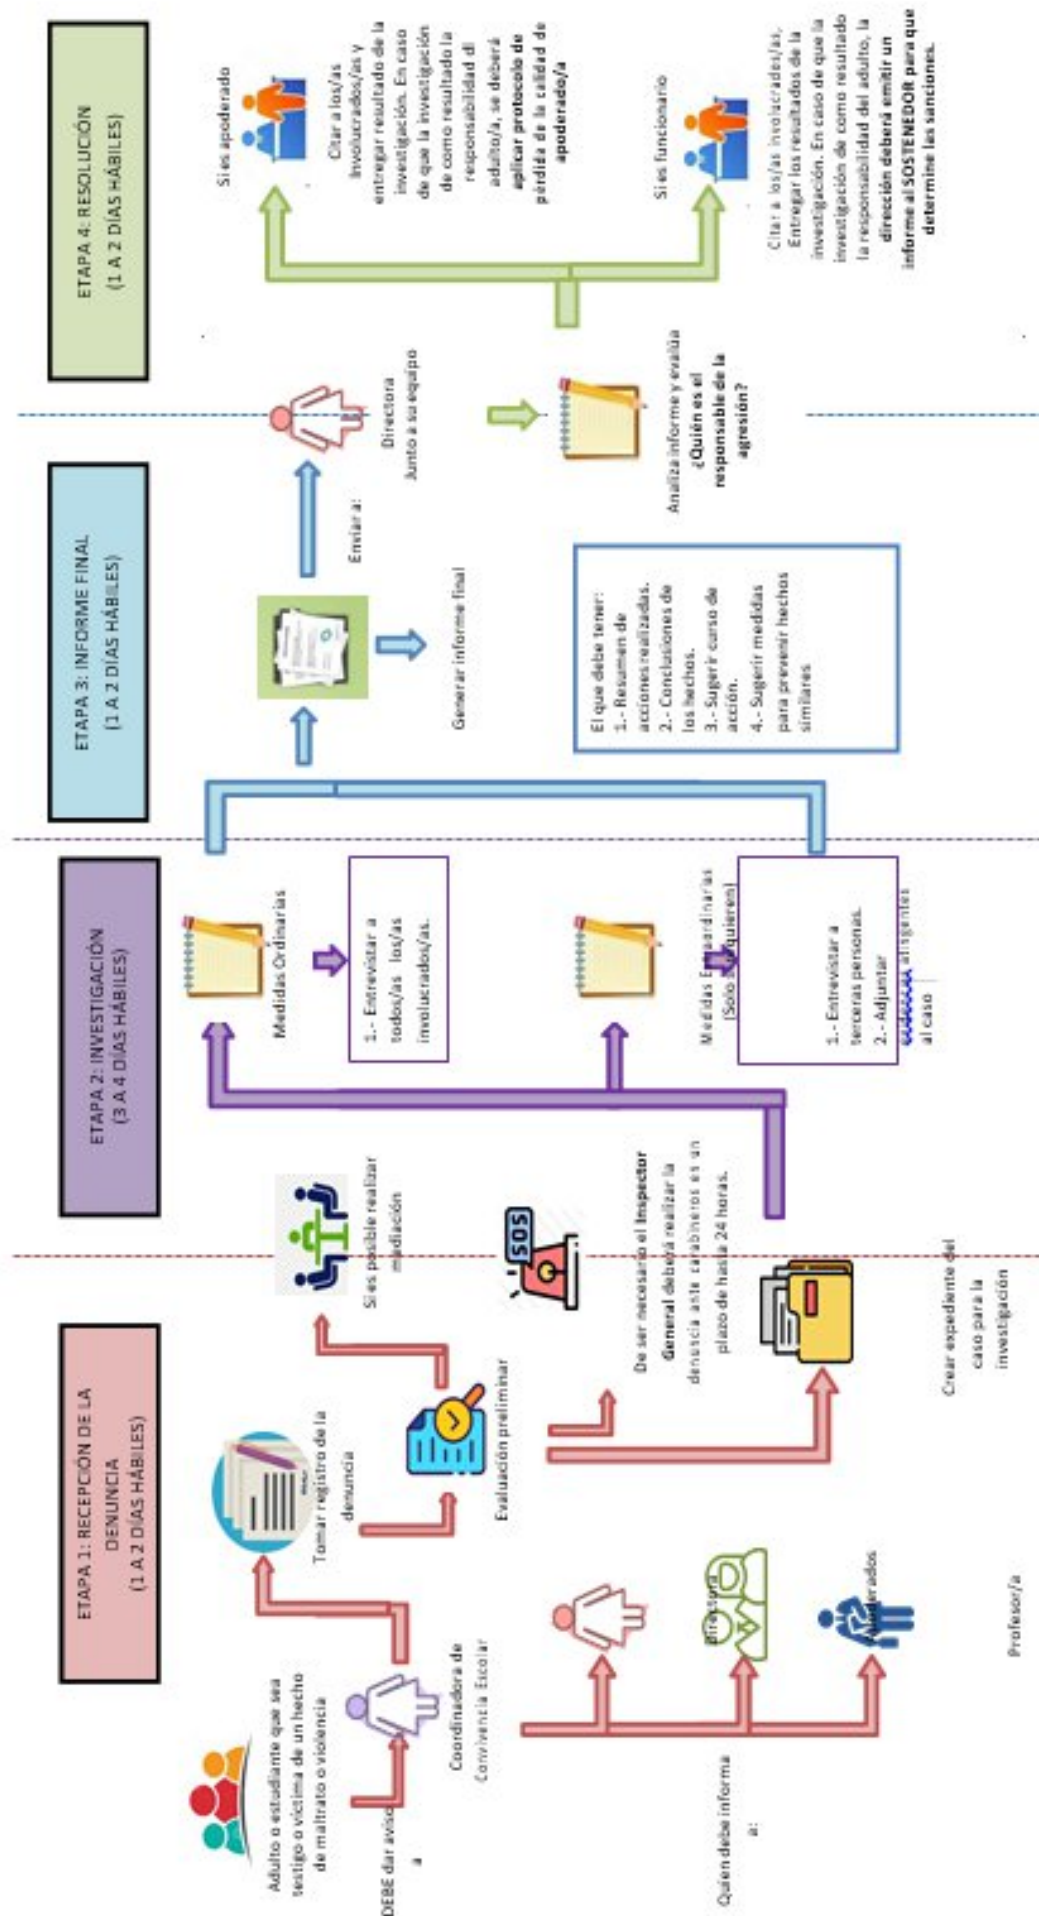 ETAPA 1: RECEPCIÓN DE LA
DENUNCIA
(1 A 2 DÍAS HÁBILES)
Adulto o estudiante que sea
testigo o víctima de un hecho
de maltrato o violencia
DEBE dar aviso
a
Coordinadora de
Convivencia Escolar
Quien debe informa
a:
Directora
Apoderados
Profesor/a
Tomar registro de la
denuncia
Evaluación preliminar
Si es posible realizar
mediación
SOS
De ser necesario el Inspector
General deberá realizar la
denuncia ante carabineros es un
plazo de hasta 24 horas.
Crear expediente del
caso para la
investigación
ETAPA 2: INVESTIGACIÓN
(3 A 4 DÍAS HÁBILES)
Medidas Ordinarias
1.- Entrevistar a
todos/as los/as
involucrados/as.
Medidas Extraordinarias
(Solo se requieren)
1.- Entrevistar a
terceras personas.
2.- Adjuntar
atingentes
al caso
ETAPA 3: INFORME FINAL
(1 A 2 DÍAS HÁBILES)
Generar informe final
Enviar a:
El que debe tener:
1.- Resumen de
acciones realizadas.
2.- Conclusiones de
los hechos.
3.- Sugerir curso de
acción.
4.- Sugerir medidas
para prevenir hechos
similares
Directora
Junto a su equipo
Analiza informe y evalúa
¿Quién es el
responsable de la
agresión?
ETAPA 4: RESOLUCIÓN
(1 A 2 DÍAS HÁBILES)
Si es apoderado
Citar a los/as
Involucrados/as y
entregar resultado de la
investigación. En caso
de que la investigación
de como resultado la
responsabilidad dl
adulto/a, se deberá
aplicar protocolo de
pérdida de la calidad de
apoderado/a
Si es funcionario
Citar a los/as involucrados/as,
Entregar los resultados de la
investigación. En caso de que la
investigación de como resultado
la responsabilidad del adulto, la
dirección deberá emitir un
informe al SOSTENEDOR para que
determine las sanciones.